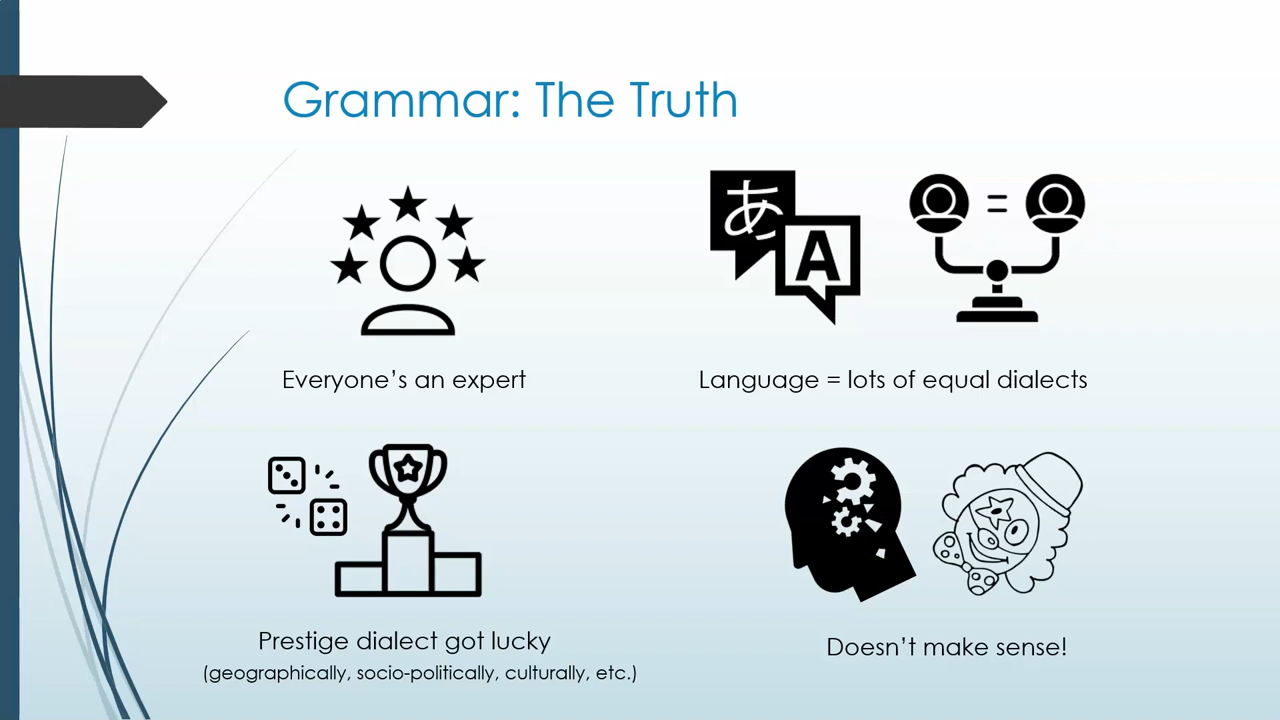 Grammar: The Truth
あ
A
=
Everyone's an expert
Language = lots of equal dialects
Prestige dialect got lucky
(geographically, socio-politically, culturally, etc.)
Doesn't make sense!